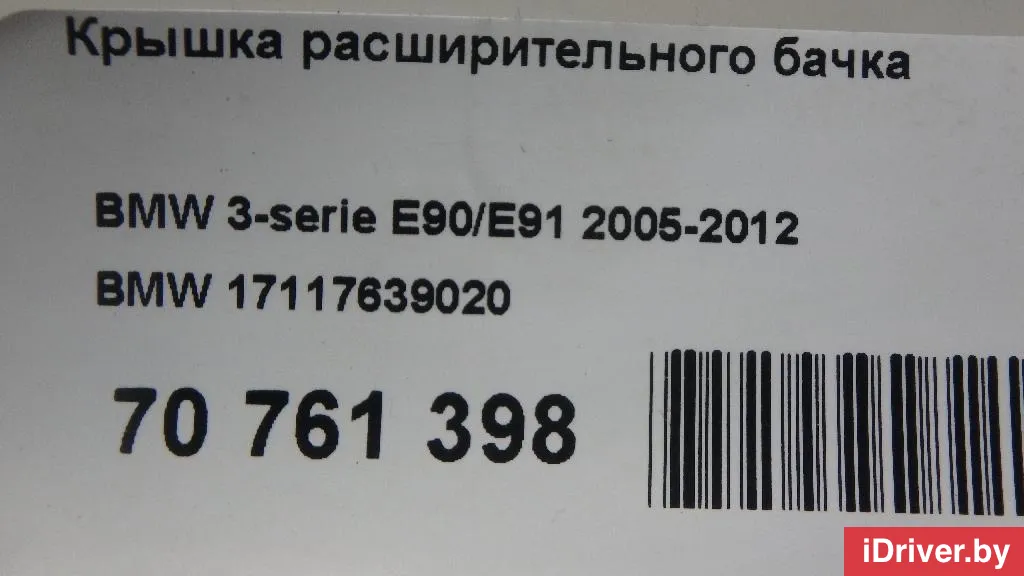 Крышка расширительного бачка
BMW 3-serie E90/E91 2005-2012
BMW 17117639020
70 761 398
iDriver.by